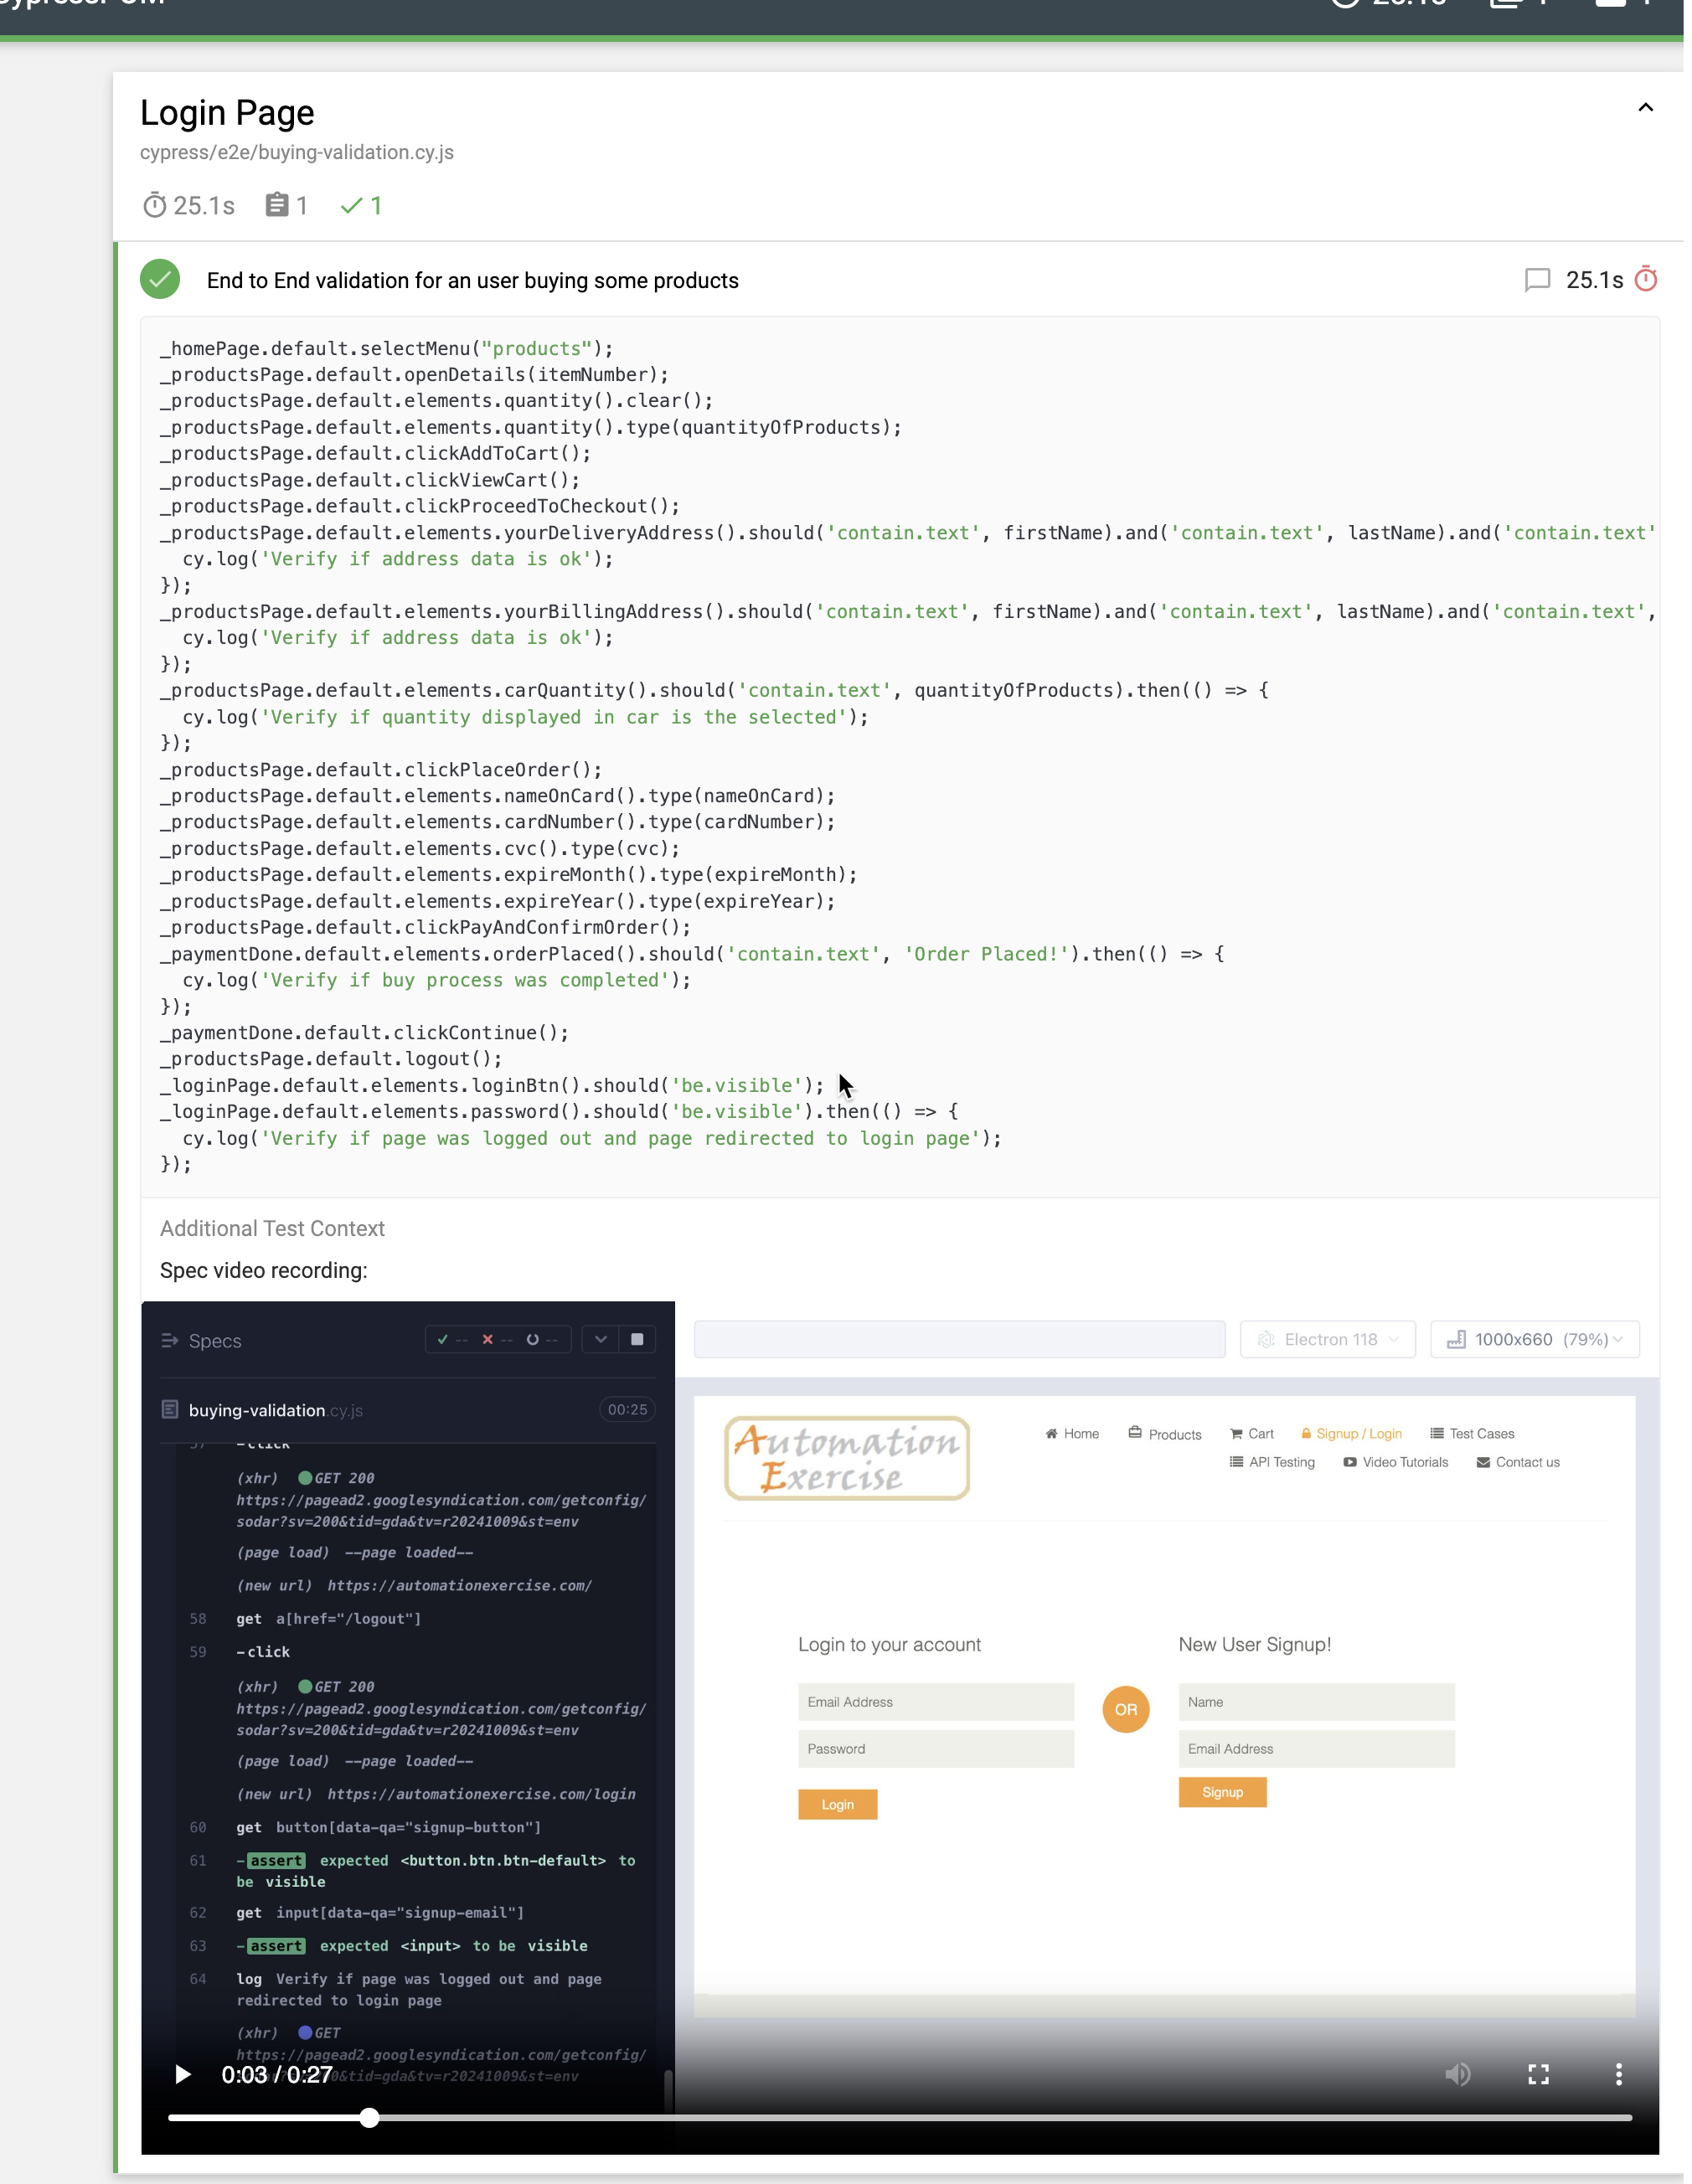 Login Page
cypress/e2e/buying-validation.cy.js
25.1s 1 1
End to End validation for an user buying some products 25.1s
_homePage.default.selectMenu("products");
_productsPage.default.openDetails(itemNumber);
_productsPage.default.elements.quantity().clear();
_productsPage.default.elements.quantity().type(quantityOfProducts);
_productsPage.default.clickAddToCart();
_productsPage.default.clickViewCart();
_productsPage.default.clickProceedToCheckout();
_productsPage.default.elements.yourDeliveryAddress().should('contain.text', firstName).and('contain.text', lastName).and('contain.text'
  cy.log('Verify if address data is ok');
});
_productsPage.default.elements.yourBillingAddress().should('contain.text', firstName).and('contain.text', lastName).and('contain.text',
  cy.log('Verify if address data is ok');
});
_productsPage.default.elements.carQuantity().should('contain.text', quantityOfProducts).then(() => {
  cy.log('Verify if quantity displayed in car is the selected');
});
_productsPage.default.clickPlaceOrder();
_productsPage.default.elements.nameOnCard().type(nameOnCard);
_productsPage.default.elements.cardNumber().type(cardNumber);
_productsPage.default.elements.cvc().type(cvc);
_productsPage.default.elements.expireMonth().type(expireMonth);
_productsPage.default.elements.expireYear().type(expireYear);
_productsPage.default.clickPayAndConfirmOrder();
_paymentDone.default.elements.orderPlaced().should('contain.text', 'Order Placed!').then(() => {
  cy.log('Verify if buy process was completed');
});
_paymentDone.default.clickContinue();
_productsPage.default.logout();
_loginPage.default.elements.loginBtn().should('be.visible');
_loginPage.default.elements.password().should('be.visible').then(() => {
  cy.log('Verify if page was logged out and page redirected to login page');
});
Additional Test Context
Spec video recording:
Specs -- -- --
buying-validation.cy.js 00:25
(xhr) GET 200
https://pagead2.googlesyndication.com/getconfig/
sodar?sv=200&tid=gda&tv=r20241009&st=env
(page load) --page loaded--
(new url) https://automationexercise.com/
58 get a[href="/logout"]
59 -click
(xhr) GET 200
https://pagead2.googlesyndication.com/getconfig/
sodar?sv=200&tid=gda&tv=r20241009&st=env
(page load) --page loaded--
(new url) https://automationexercise.com/login
60 get button[data-qa="signup-button"]
61 -assert expected <button.btn.btn-default> to
be visible
62 get input[data-qa="signup-email"]
63 -assert expected <input> to be visible
64 log Verify if page was logged out and page
redirected to login page
(xhr) GET
https://pagead2.googlesyndication.com/getconfig/
0&tid=gda&tv=r20241009&st=env
0:03 / 0:27
Electron 118
1000x660 (79%)
Automation
Exercise
Home Products Cart Signup / Login Test Cases
API Testing Video Tutorials Contact us
Login to your account
Email Address
Password
Login
OR
New User Signup!
Name
Email Address
Signup